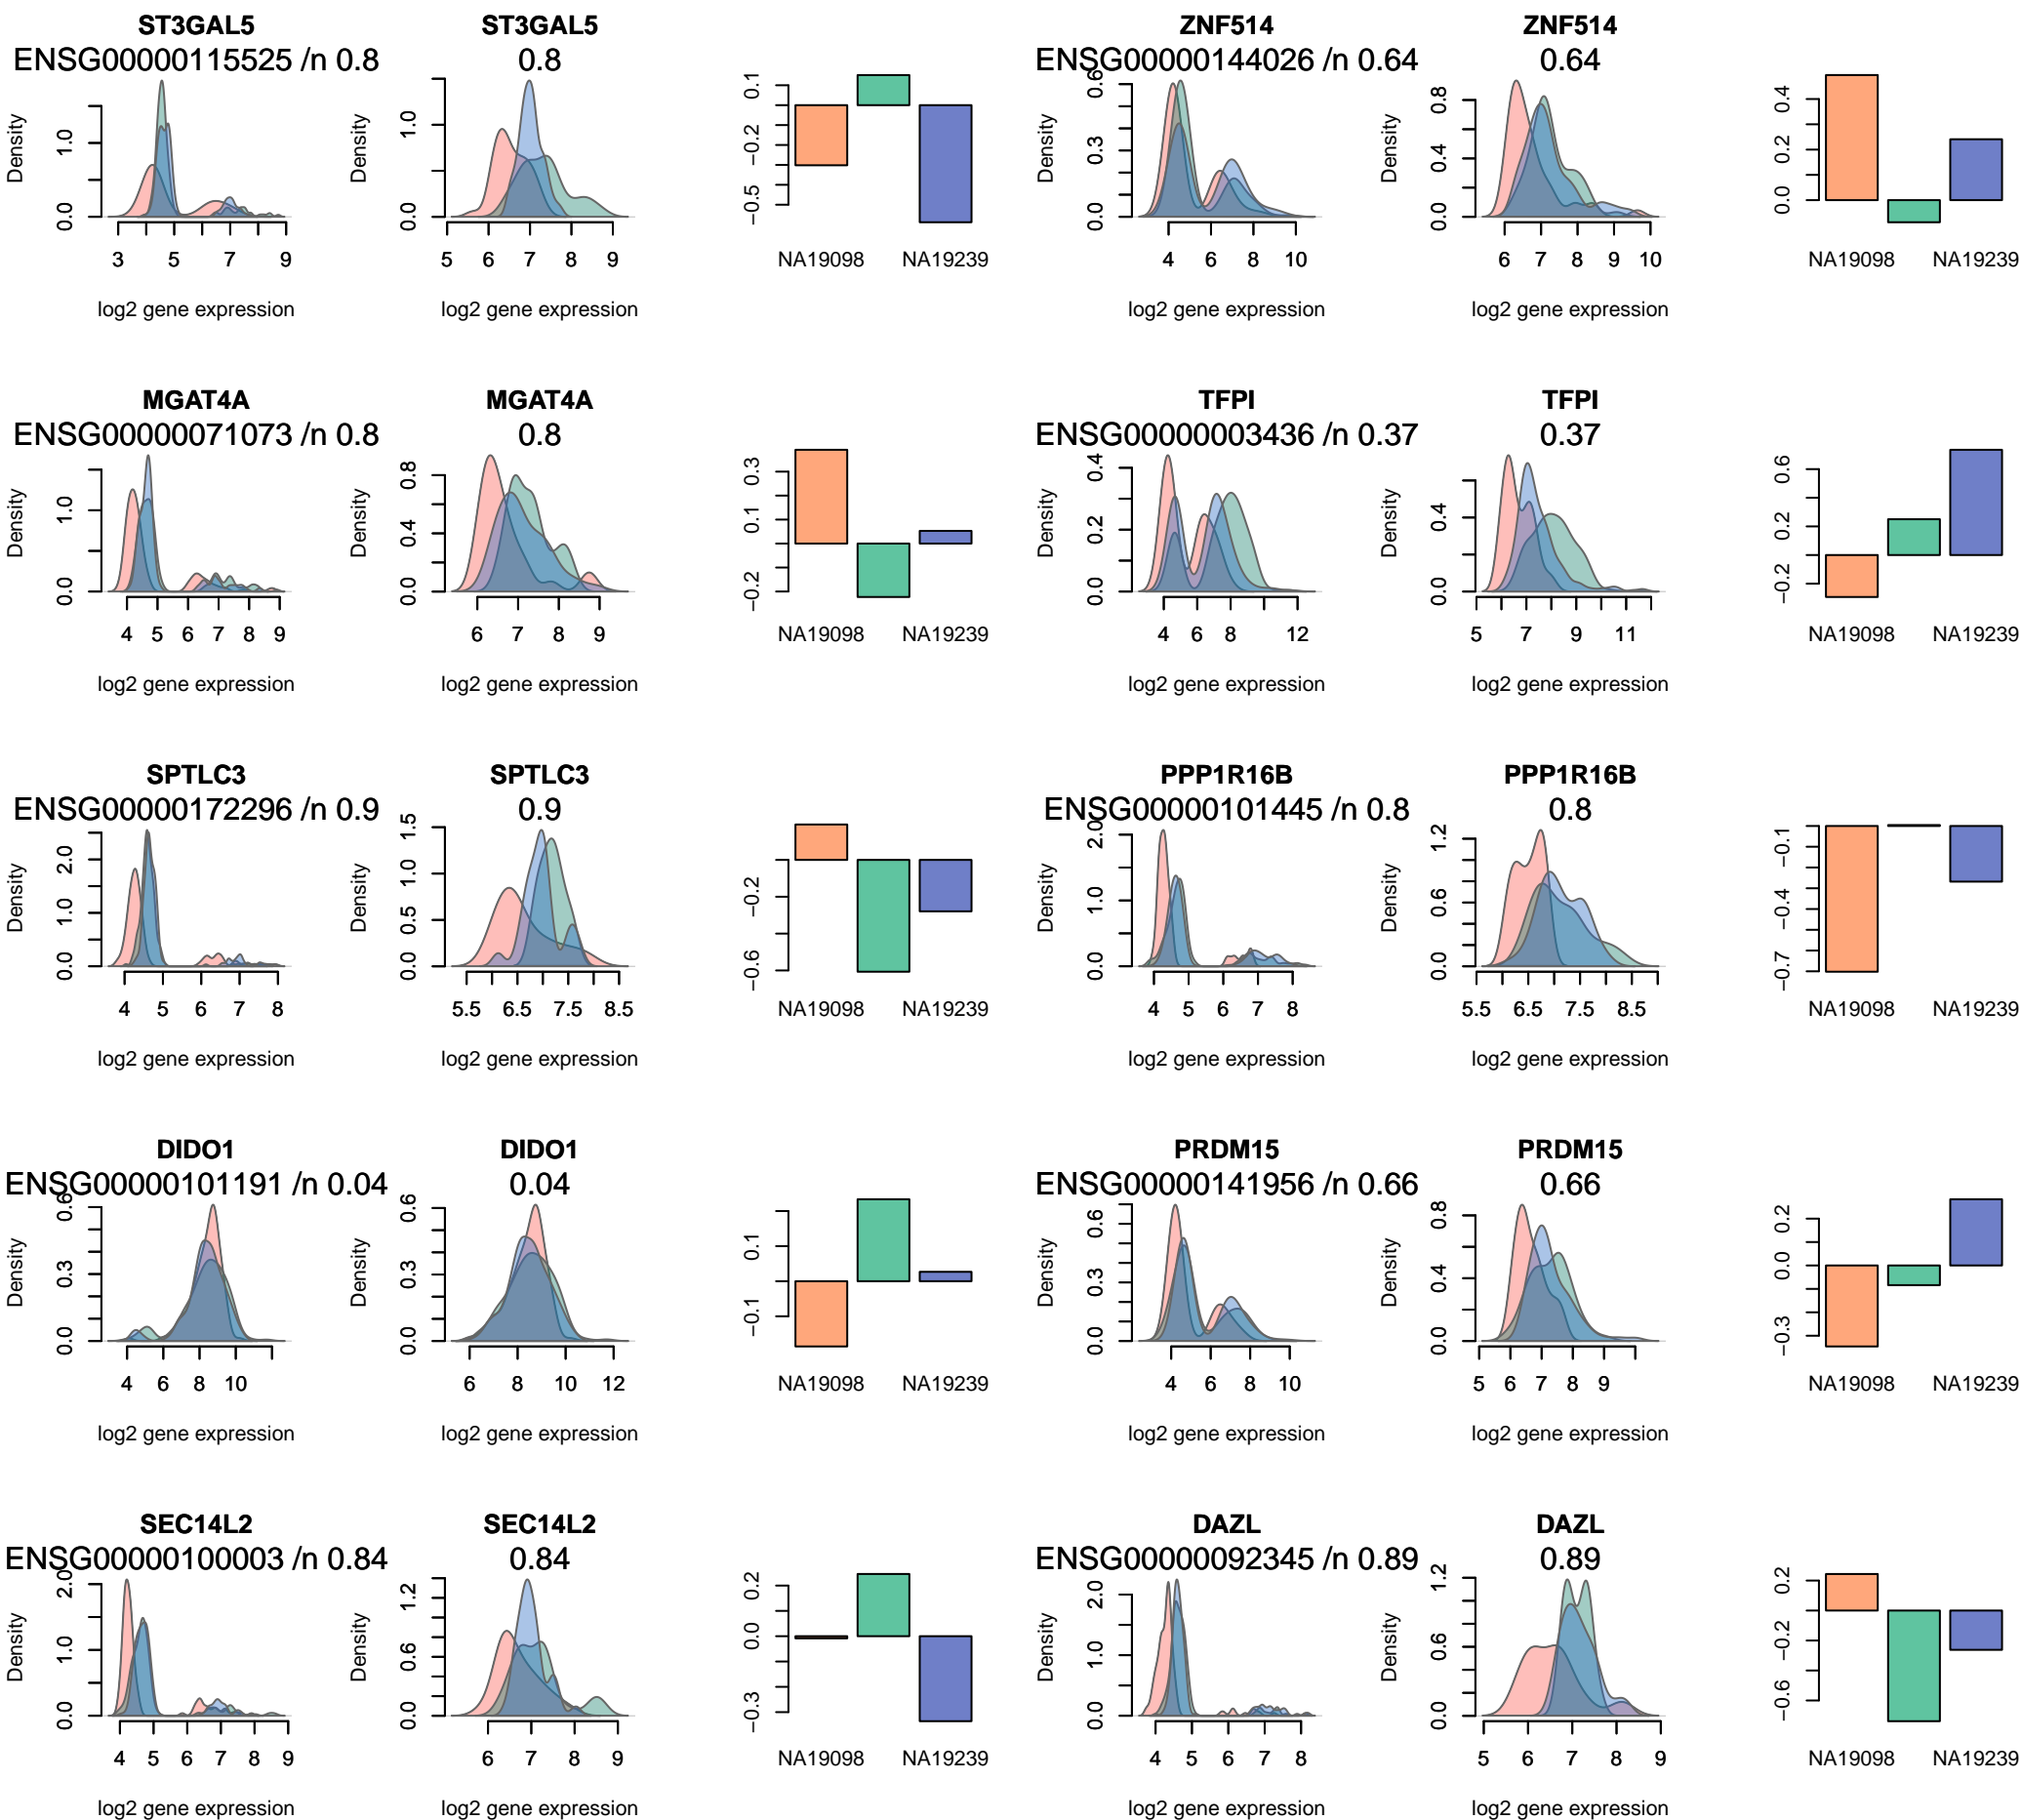 ST3GAL5
ENSG00000115525 /n 0.8
Density
0.0
1.0
3 5 7 9
log2 gene expression
ST3GAL5
0.8
Density
0.0
1.0
5 6 7 8 9
log2 gene expression
0.1
−0.2
−0.5
NA19098 NA19239
ZNF514
ENSG00000144026 /n 0.64
Density
0.0
0.3
0.6
4 6 8 10
log2 gene expression
ZNF514
0.64
Density
0.0
0.4
0.8
6 7 8 9 10
log2 gene expression
0.4
0.2
0.0
NA19098 NA19239
MGAT4A
ENSG00000071073 /n 0.8
Density
0.0
1.0
4 5 6 7 8 9
log2 gene expression
MGAT4A
0.8
Density
0.0
0.4
0.8
6 7 8 9
log2 gene expression
0.3
0.1
−0.2
NA19098 NA19239
TFPI
ENSG00000003436 /n 0.37
Density
0.0
0.2
0.4
4 6 8 12
log2 gene expression
TFPI
0.37
Density
0.0
0.4
5 7 9 11
log2 gene expression
0.6
0.2
−0.2
NA19098 NA19239
SPTLC3
ENSG00000172296 /n 0.9
Density
0.0
1.0
2.0
4 5 6 7 8
log2 gene expression
SPTLC3
0.9
Density
0.0
0.5
1.0
1.5
5.5 6.5 7.5 8.5
log2 gene expression
−0.2
−0.6
NA19098 NA19239
PPP1R16B
ENSG00000101445 /n 0.8
Density
0.0
1.0
2.0
4 5 6 7 8
log2 gene expression
PPP1R16B
0.8
Density
0.0
0.6
1.2
5.5 6.5 7.5 8.5
log2 gene expression
−0.1
−0.4
−0.7
NA19098 NA19239
DIDO1
ENSG00000101191 /n 0.04
Density
0.0
0.3
0.6
4 6 8 10
log2 gene expression
DIDO1
0.04
Density
0.0
0.3
0.6
6 8 10 12
log2 gene expression
0.1
−0.1
NA19098 NA19239
PRDM15
ENSG00000141956 /n 0.66
Density
0.0
0.3
0.6
4 6 8 10
log2 gene expression
PRDM15
0.66
Density
0.0
0.4
0.8
5 6 7 8 9
log2 gene expression
0.2
0.0
−0.3
NA19098 NA19239
SEC14L2
ENSG00000100003 /n 0.84
Density
0.0
1.0
2.0
4 5 6 7 8 9
log2 gene expression
SEC14L2
0.84
Density
0.0
0.6
1.2
6 7 8 9
log2 gene expression
0.2
0.0
−0.3
NA19098 NA19239
DAZL
ENSG00000092345 /n 0.89
Density
0.0
1.0
2.0
4 5 6 7 8
log2 gene expression
DAZL
0.89
Density
0.0
0.6
1.2
5 6 7 8 9
log2 gene expression
0.2
−0.2
−0.6
NA19098 NA19239